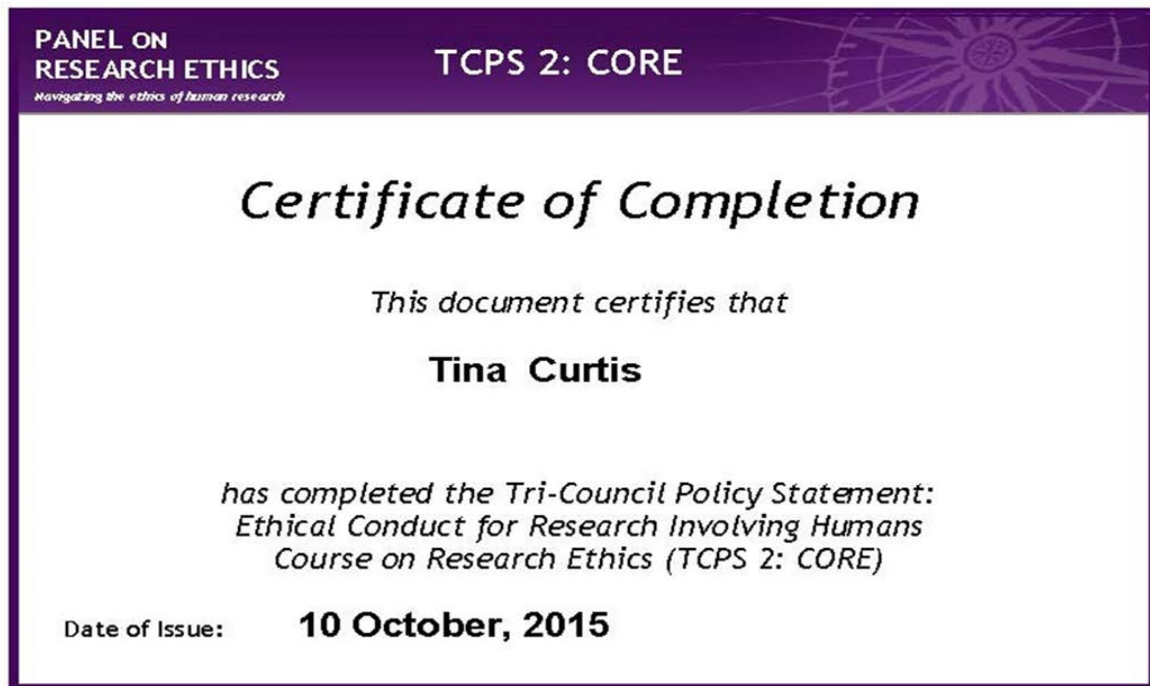 PANEL ON
RESEARCH ETHICS
Navigating the ethics of human research
TCPS 2: CORE
Certificate of Completion
This document certifies that
Tina Curtis
has completed the Tri-Council Policy Statement:
Ethical Conduct for Research Involving Humans
Course on Research Ethics (TCPS 2: CORE)
Date of Issue: 10 October, 2015